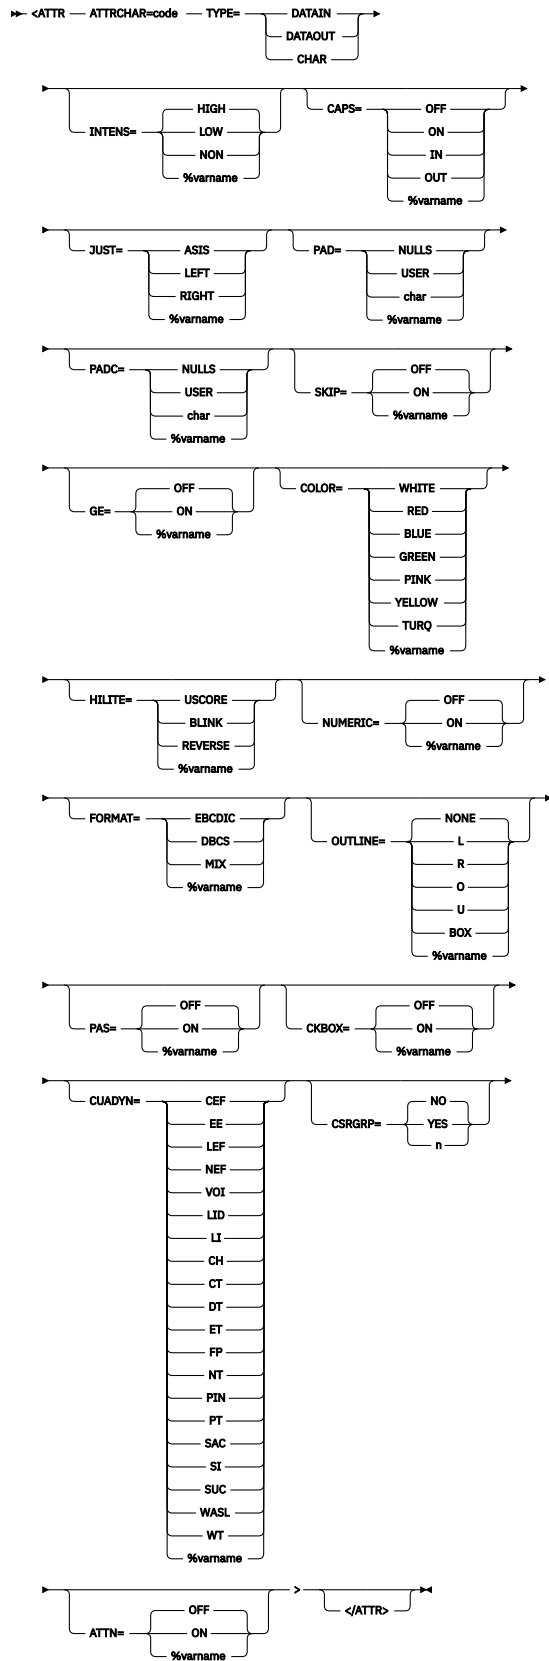 <ATTR ATTRCHAR=code TYPE= DATAIN
DATAOUT
CHAR
INTENS= HIGH
LOW
NON
%varname
CAPS= OFF
ON
IN
OUT
%varname
JUST= ASIS
LEFT
RIGHT
%varname
PAD= NULLS
USER
char
%varname
PADC= NULLS
USER
char
%varname
SKIP= OFF
ON
%varname
GE= OFF
ON
%varname
COLOR= WHITE
RED
BLUE
GREEN
PINK
YELLOW
TURQ
%varname
HILITE= USCORE
BLINK
REVERSE
%varname
NUMERIC= OFF
ON
%varname
FORMAT= EBCDIC
DBCS
MIX
%varname
OUTLINE= NONE
L
R
O
U
BOX
%varname
PAS= OFF
ON
%varname
CKBOX= OFF
ON
%varname
CUADYN= CEF
EE
LEF
NEF
VOI
LID
LI
CH
CT
DT
ET
FP
NT
PIN
PT
SAC
SI
SUC
WASL
WT
%varname
CSRGRP= NO
YES
n
ATTN= OFF
ON
%varname
>
</ATTR>